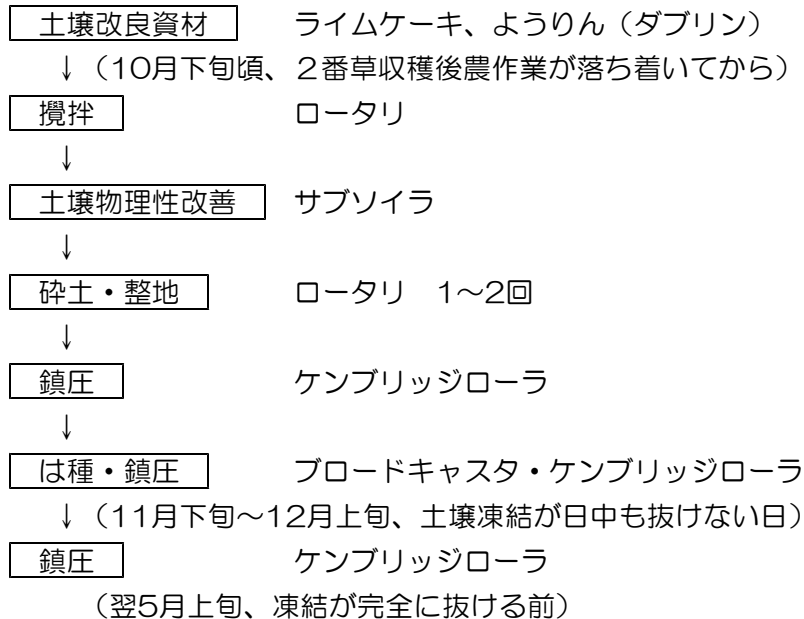 土壌改良資材　ライムケーキ、ようりん（ダブリン）
↓（10月下旬頃、２番草収穫後農作業が落ち着いてから）
攪拌　ロータリ
↓
土壌物理性改善　サブソイラ
↓
砕土・整地　ロータリ　1～2回
↓
鎮圧　ケンブリッジローラ
↓
は種・鎮圧　ブロードキャスタ・ケンブリッジローラ
↓（11月下旬～12月上旬、土壌凍結が日中も抜けない日）
鎮圧　ケンブリッジローラ
（翌5月上旬、凍結が完全に抜ける前）